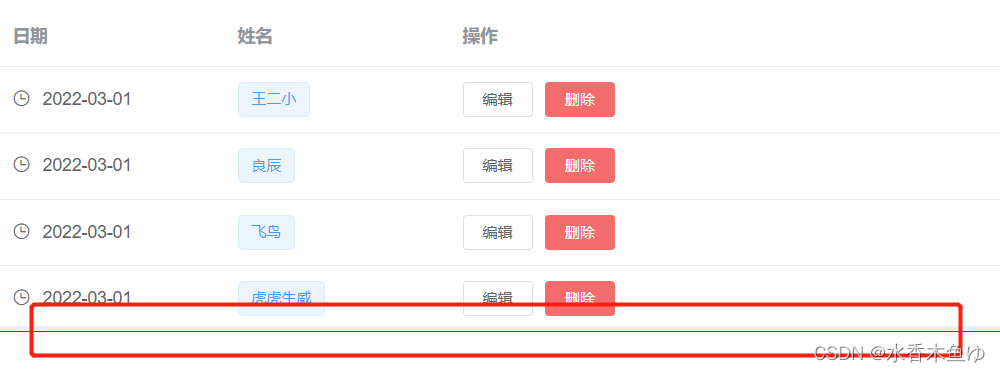 日期 姓名 操作
2022-03-01 王二小 编辑 删除
2022-03-01 良辰 编辑 删除
2022-03-01 飞鸟 编辑 删除
2022-03-01 虎虎生威 编辑 删除
CSDN @水香木鱼ゆ